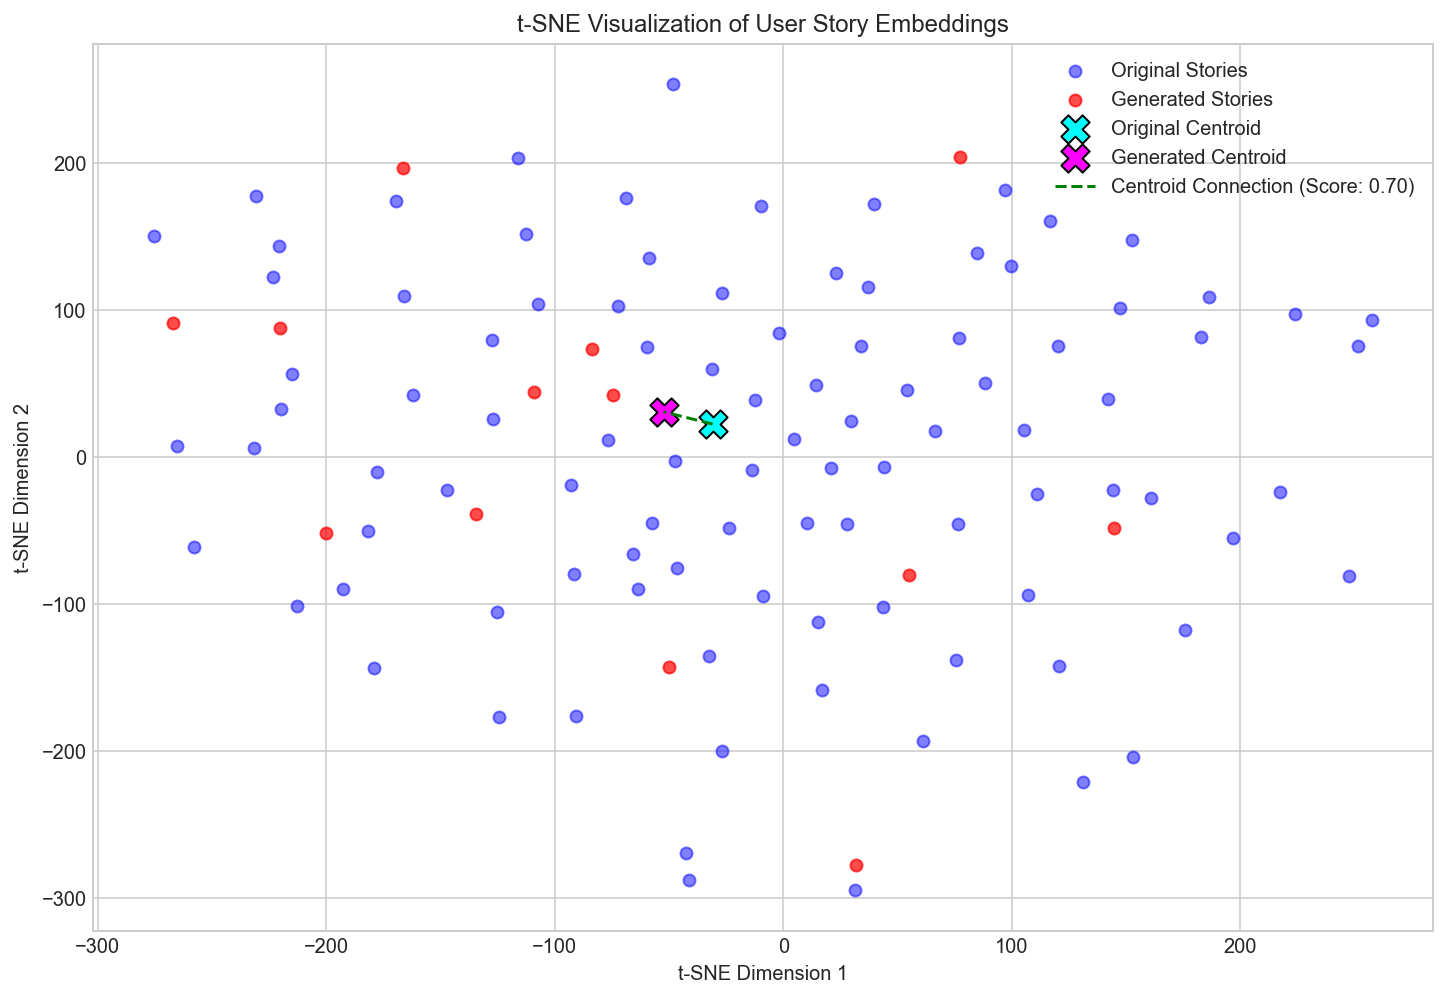 t-SNE Visualization of User Story Embeddings
Original Stories
Generated Stories
Original Centroid
Generated Centroid
Centroid Connection (Score: 0.70)
200
100
0
−100
−200
−300
t-SNE Dimension 2
−300
−200
−100
0
100
200
t-SNE Dimension 1